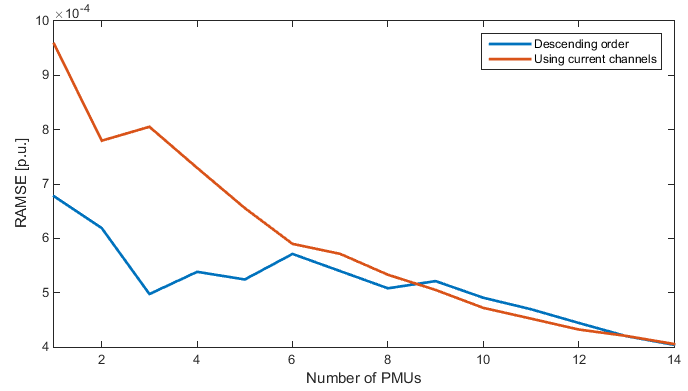 ×10^-4
10
9
8
7
6
5
4
RAMSE [p.u.]
Descending order
Using current channels
2 4 6 8 10 12 14
Number of PMUs